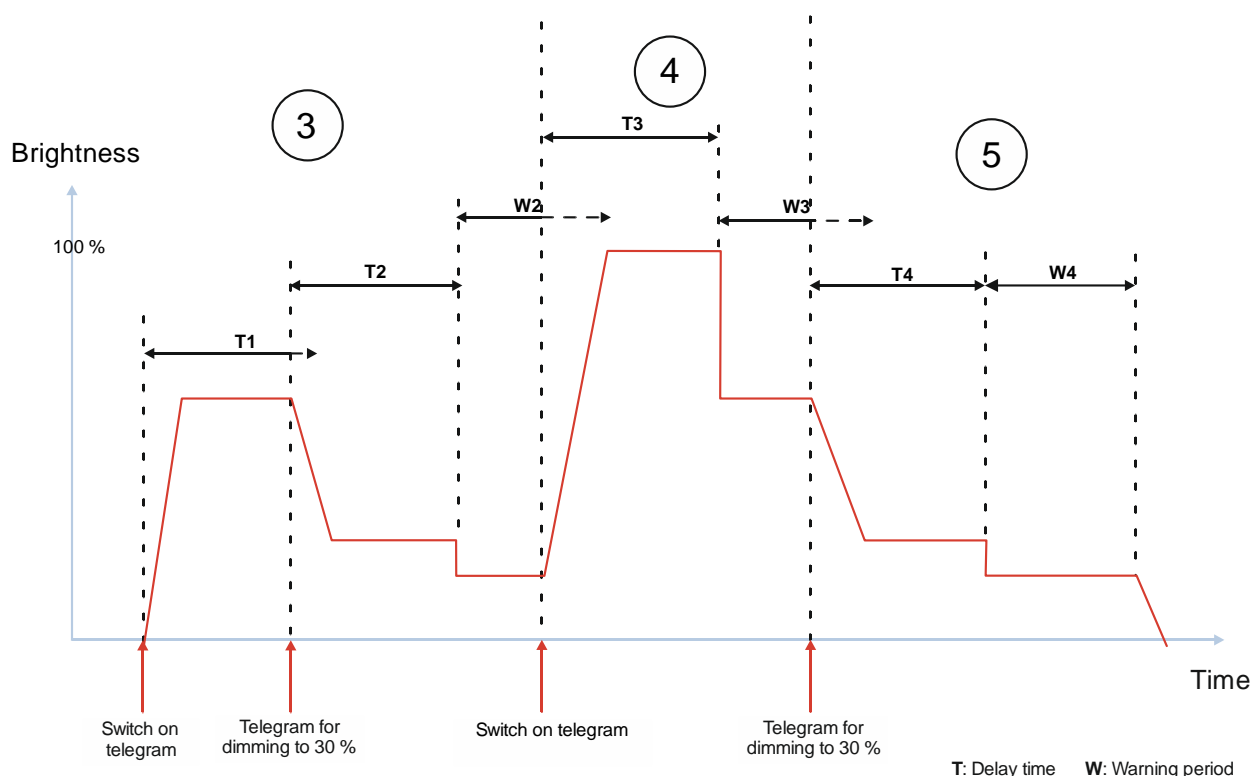 4
T3
3
5
Brightness
W2
W3
100 %
T2
T4
W4
T1
Time
Switch on
telegram
Telegram for
dimming to 30 %
Switch on telegram
Telegram for
dimming to 30 %
T: Delay time W: Warning period